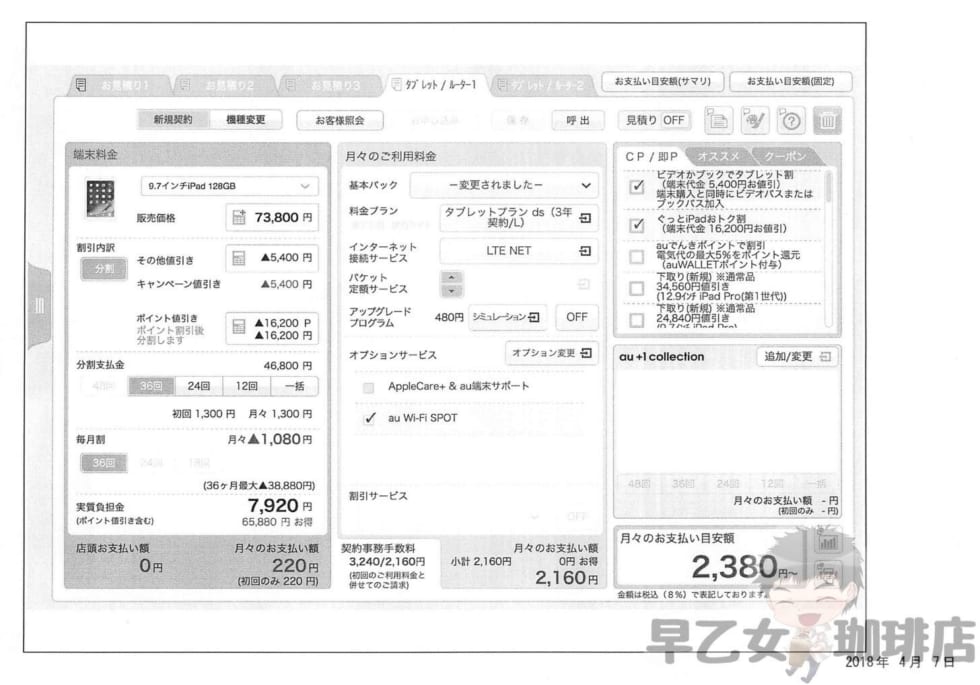 お見積り1
お見積り2
お見積り3
タブレット / ルーター1
タブレット / ルーター2
お支払い目安額(サマリ)
お支払い目安額(固定)
新規契約
機種変更
お客様照会
保 存
呼 出
見積り OFF
端末料金
9.7インチiPad 128GB
販売価格
73,800 円
割引内訳
分割
その他値引き
▲5,400 円
キャンペーン値引き
▲5,400 円
ポイント値引き
ポイント割引後
分割します
▲16,200 P
▲16,200 円
分割支払金
46,800 円
48回
36回
24回
12回
一括
初回 1,300 円 月々 1,300 円
毎月割
月々▲1,080円
36回
24回
(36ヶ月最大▲38,880円)
実質負担金
(ポイント値引き含む)
7,920 円
65,880 円 お得
店頭お支払い額
0円
月々のお支払い額
220円
(初回のみ 220 円)
月々のご利用料金
基本パック
－変更されました－
料金プラン
タブレットプラン ds（3年
契約/L）
インターネット
接続サービス
LTE NET
パケット
定額サービス
アップグレード
プログラム
480円
シミュレーション
OFF
オプションサービス
オプション変更
AppleCare+ & au端末サポート
au Wi-Fi SPOT
割引サービス
OFF
契約事務手数料
3,240/2,160円
(初回のご利用料金と
併せてのご請求)
小計 2,160円
月々のお支払い額
0円 お得
2,160円
CP / 即P
オススメ
クーポン
ビデオかブックでタブレット割
（端末代金 5,400円お値引）
端末購入と同時にビデオパスまたは
ブックパス加入
ぐっとiPadおトク割
（端末代金 16,200円お値引）
auでんきポイントで割引
電気代の最大5%をポイント還元
（auWALLETポイント付与）
下取り(新規) ※通常品
34,560円値引き
(12.9インチ iPad Pro(第1世代))
下取り(新規) ※通常品
24,840円値引き
(9.7インチ iPad Pro)
au +1 collection
追加/変更
48回
36回
24回
12回
一括
月々のお支払い額 - 円
(初回のみ - 円)
月々のお支払い目安額
2,380円～
金額は税込（8％）で表記しております。
早乙女珈琲店
2018年 4月 7日